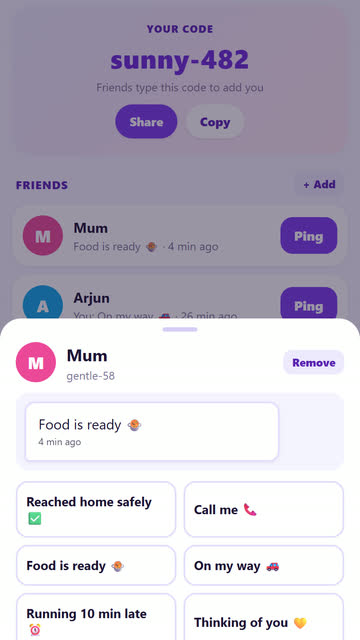 YOUR CODE
sunny-482
Friends type this code to add you
Share
Copy
FRIENDS
+ Add
M
Mum
Food is ready 🍲 · 4 min ago
Ping
A
Arjun
You: On my way 🚗 · 26 min ago
Ping
M
Mum
gentle-58
Remove
Food is ready 🍲
4 min ago
Reached home safely
✅
Call me 📞
Food is ready 🍲
On my way 🚗
Running 10 min late
⏰
Thinking of you 💛